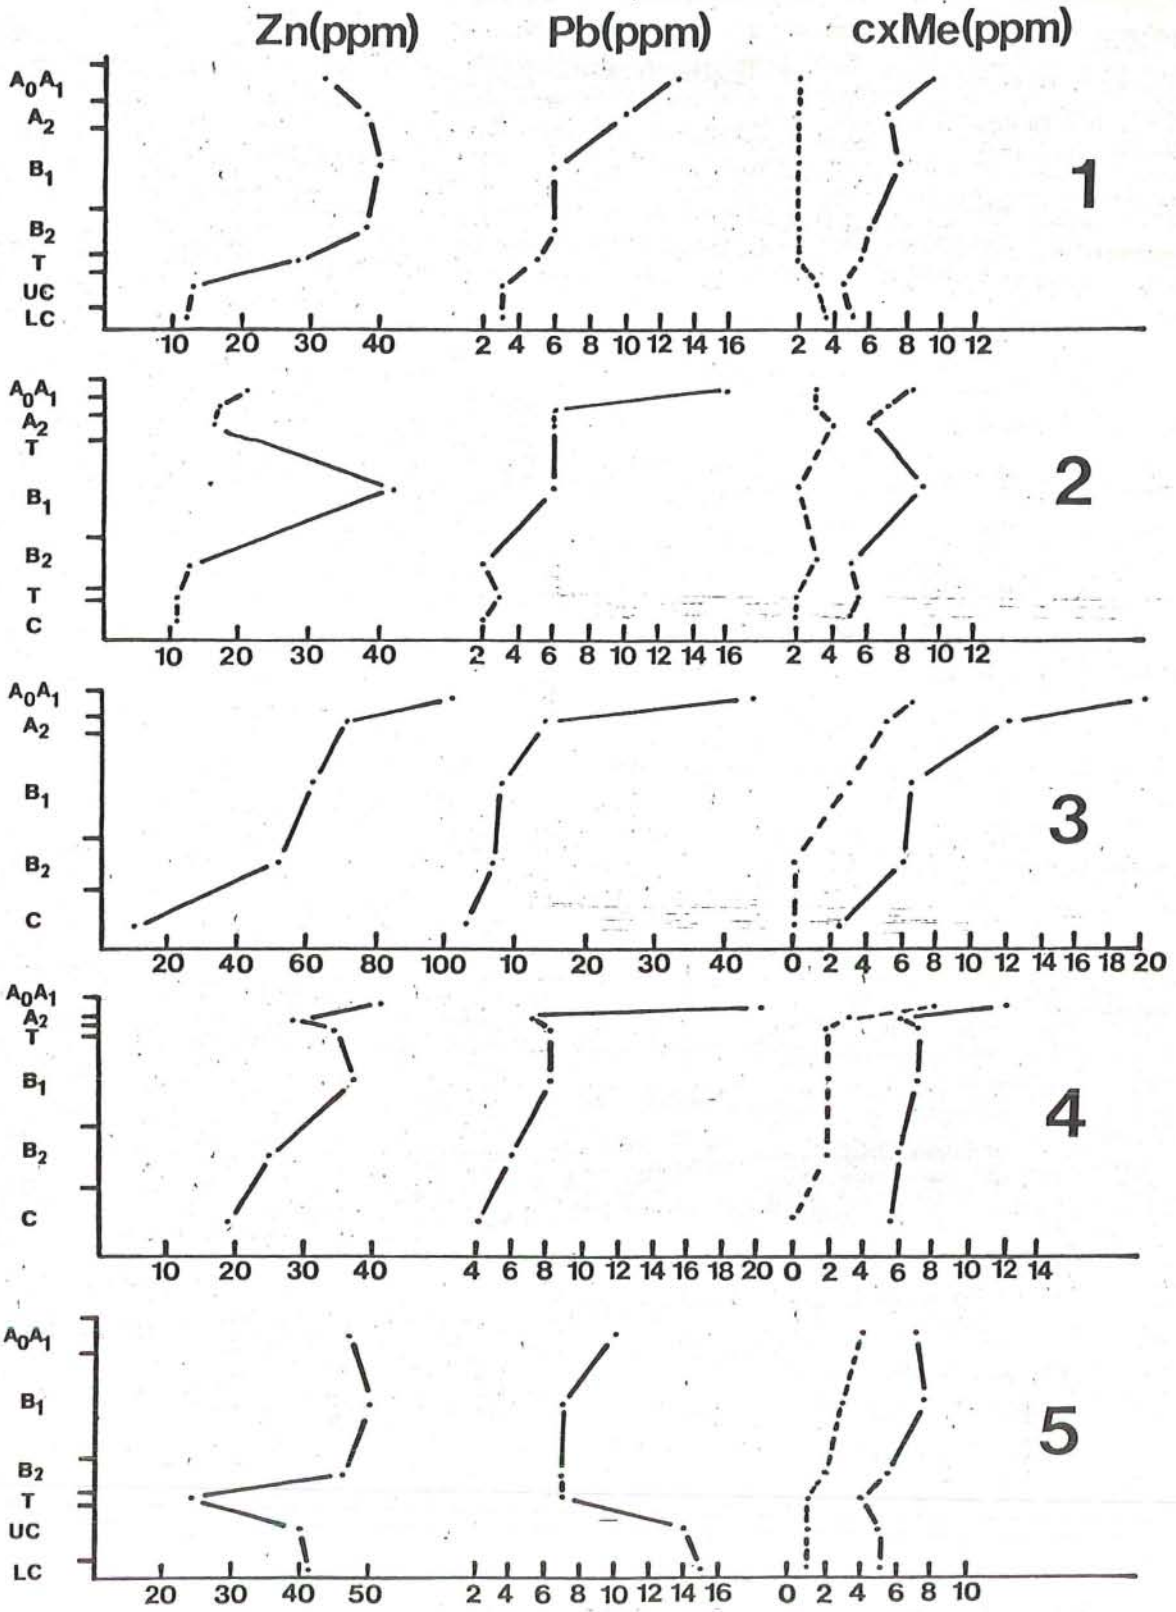 Zn(ppm) Pb(ppm) cxMe(ppm)
A₀A₁
A₂
B₁
B₂
T
UC
LC
1
10 20 30 40 2 4 6 8 10 12 14 16 2 4 6 8 10 12
A₀A₁
A₂
T
B₁
B₂
T
C
2
10 20 30 40 2 4 6 8 10 12 14 16 2 4 6 8 10 12
A₀A₁
A₂
B₁
B₂
C
3
20 40 60 80 100 10 20 30 40 0 2 4 6 8 10 12 14 16 18 20
A₀A₁
A₂
T
B₁
B₂
C
4
10 20 30 40 4 6 8 10 12 14 16 18 20 0 2 4 6 8 10 12 14
A₀A₁
B₁
B₂
T
UC
LC
5
20 30 40 50 2 4 6 8 10 12 14 16 0 2 4 6 8 10